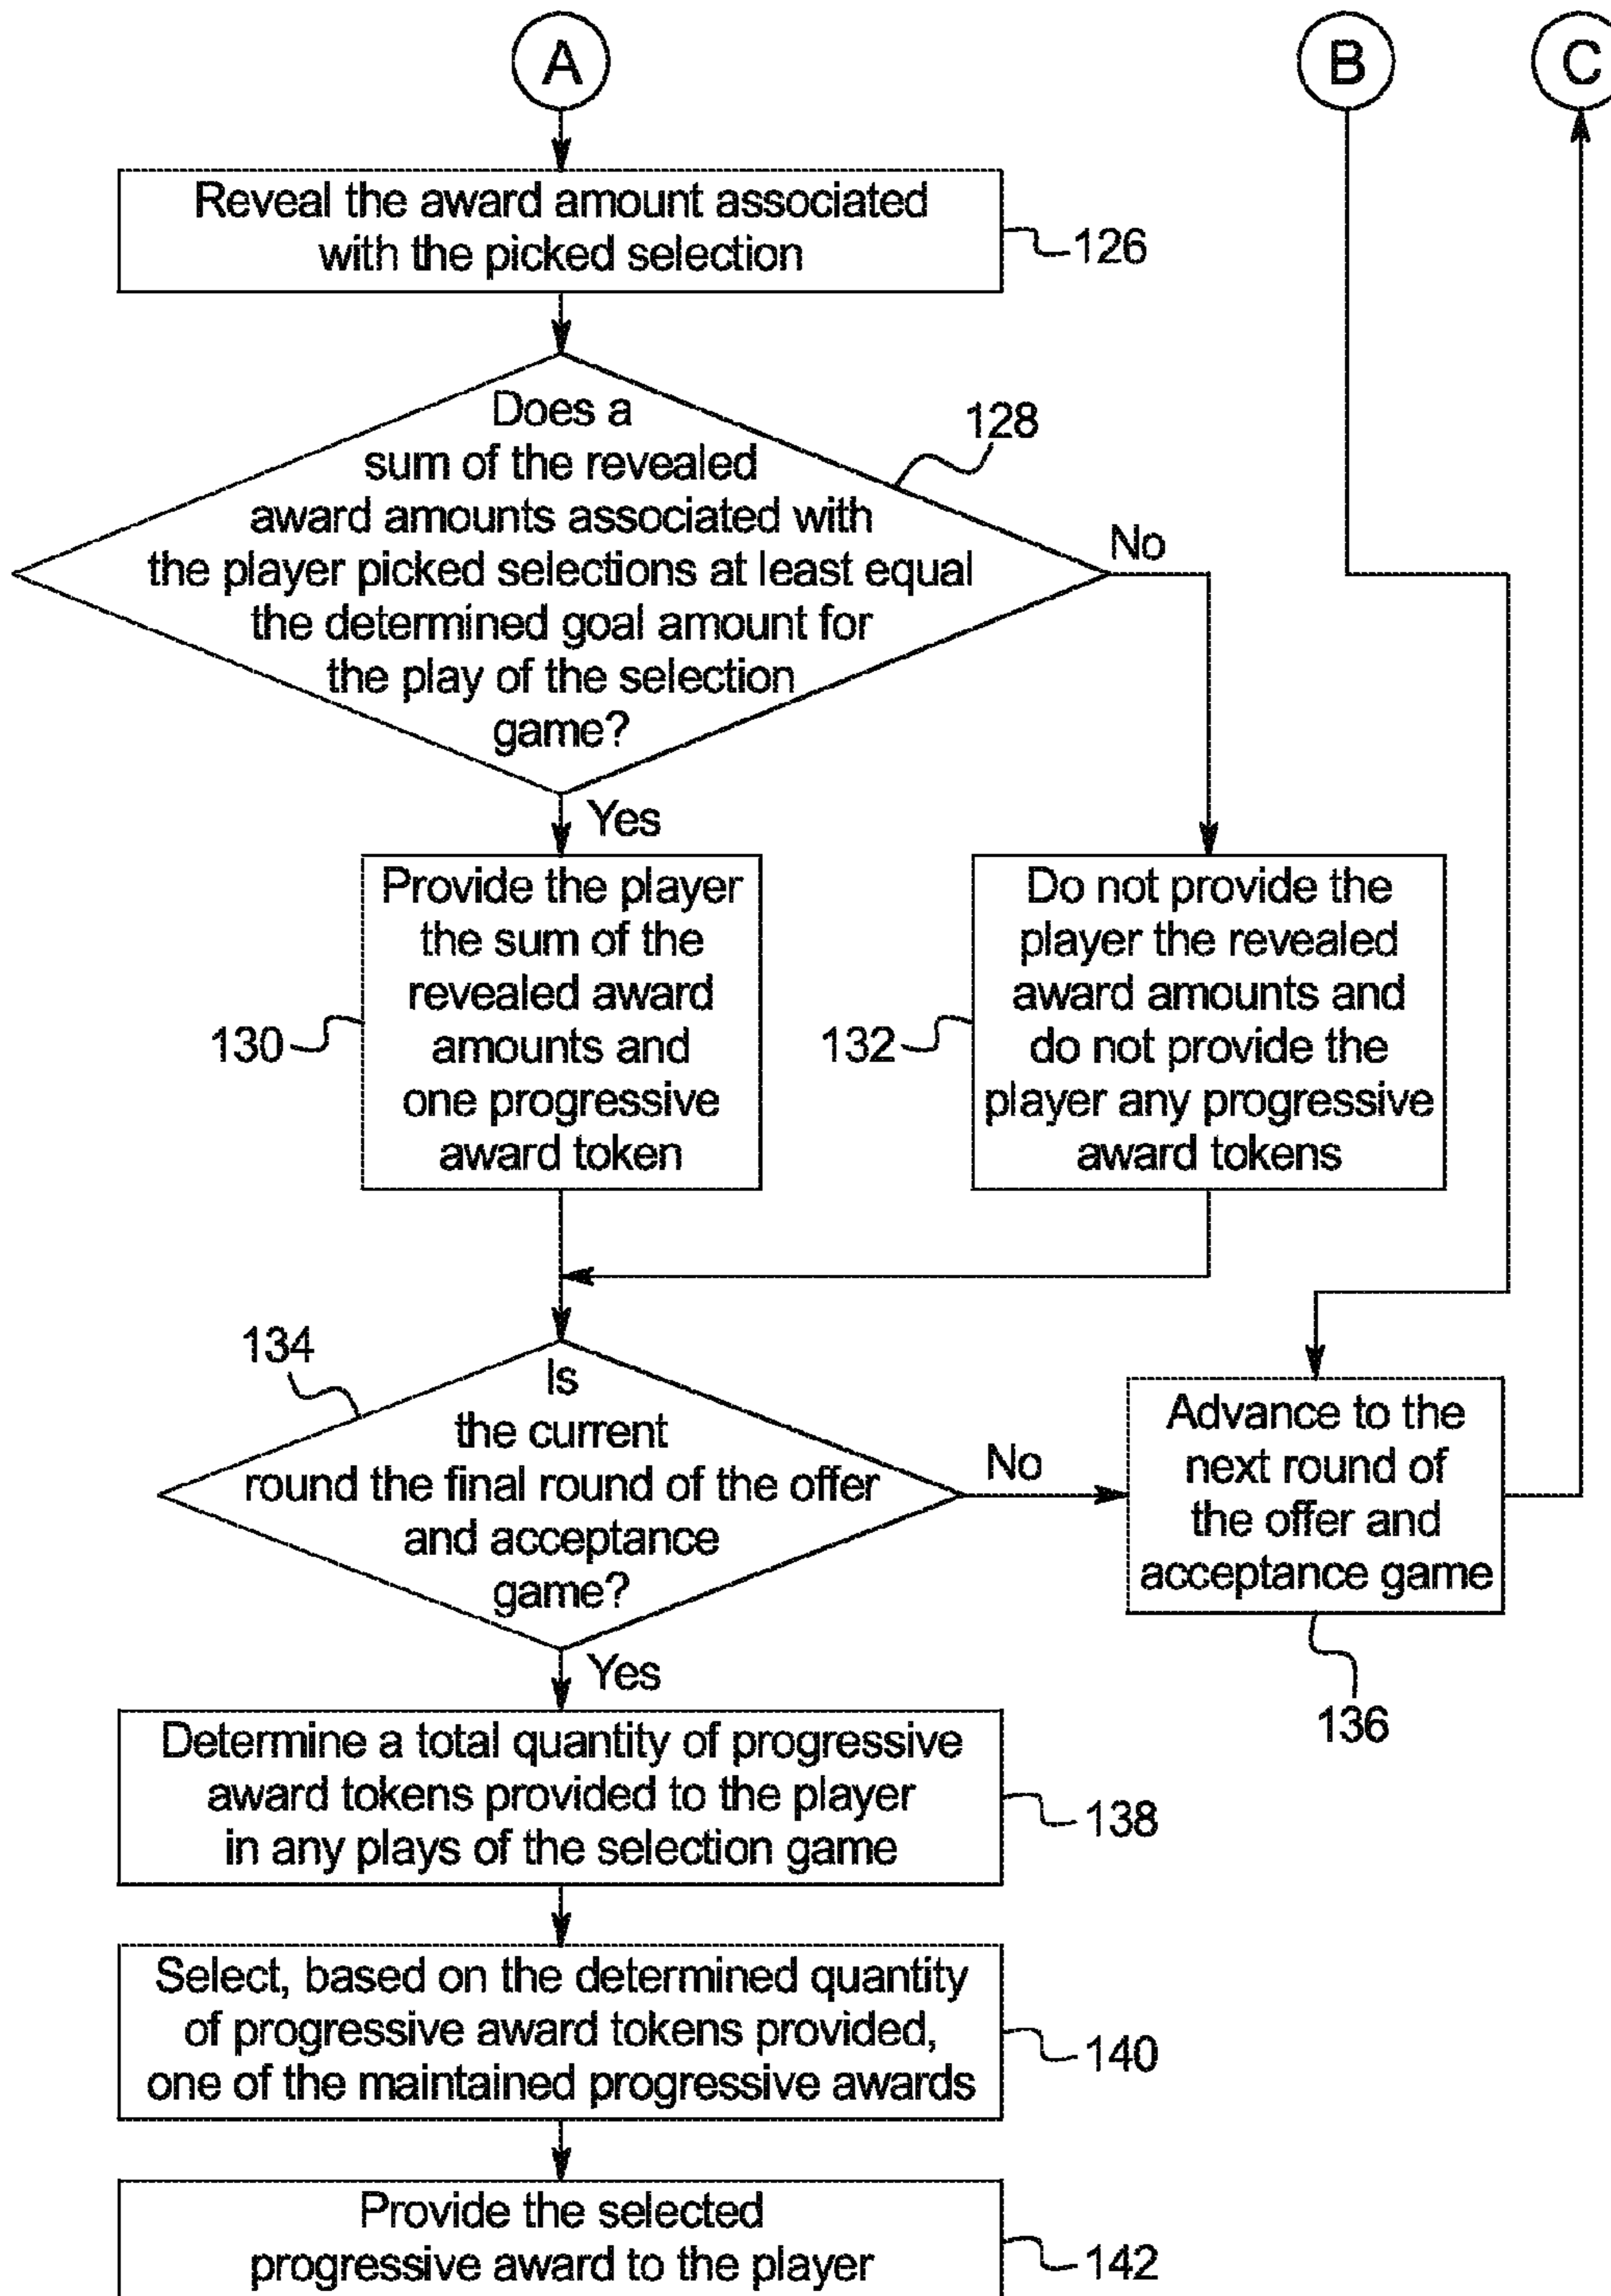 A
B
C
Reveal the award amount associated
with the picked selection
126
Does a
sum of the revealed
award amounts associated with
the player picked selections at least equal
the determined goal amount for
the play of the selection
game?
128
No
Yes
Provide the player
the sum of the
revealed award
amounts and
one progressive
award token
130
Do not provide the
player the revealed
award amounts and
do not provide the
player any progressive
award tokens
132
134
Is
the current
round the final round of the offer
and acceptance
game?
No
Advance to the
next round of
the offer and
acceptance game
136
Yes
Determine a total quantity of progressive
award tokens provided to the player
in any plays of the selection game
138
Select, based on the determined quantity
of progressive award tokens provided,
one of the maintained progressive awards
140
Provide the selected
progressive award to the player
142